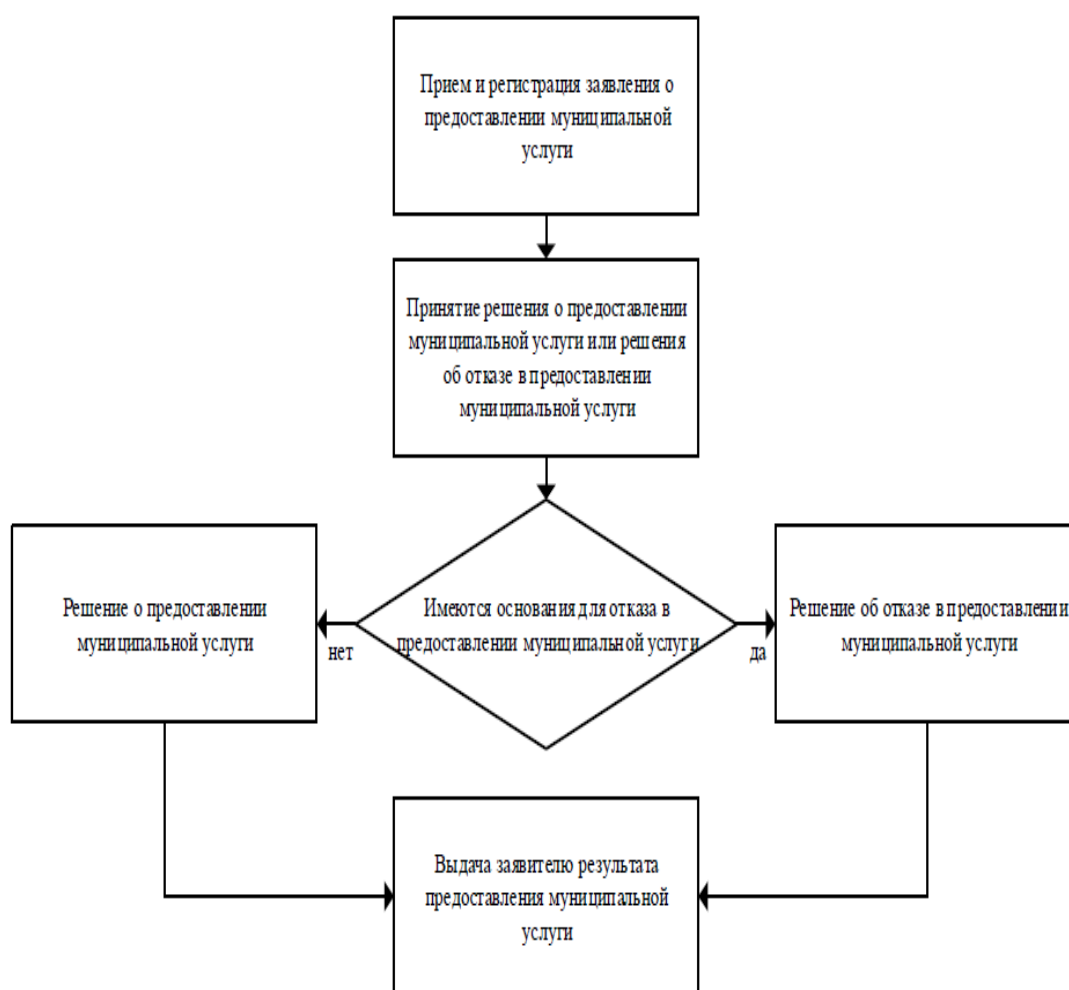 Прием и регистрация заявления о
предоставлении муниципальной
услуги
Принятие решения о предоставлении
муниципальной услуги или решения
об отказе в предоставлении
муниципальной услуги
Решение о предоставлении
муниципальной услуги
нет
Имеются основания для отказа в
предоставлении муниципальной услуги
да
Решение об отказе в предоставлении
муниципальной услуги
Выдача заявителю результата
предоставления муниципальной
услуги